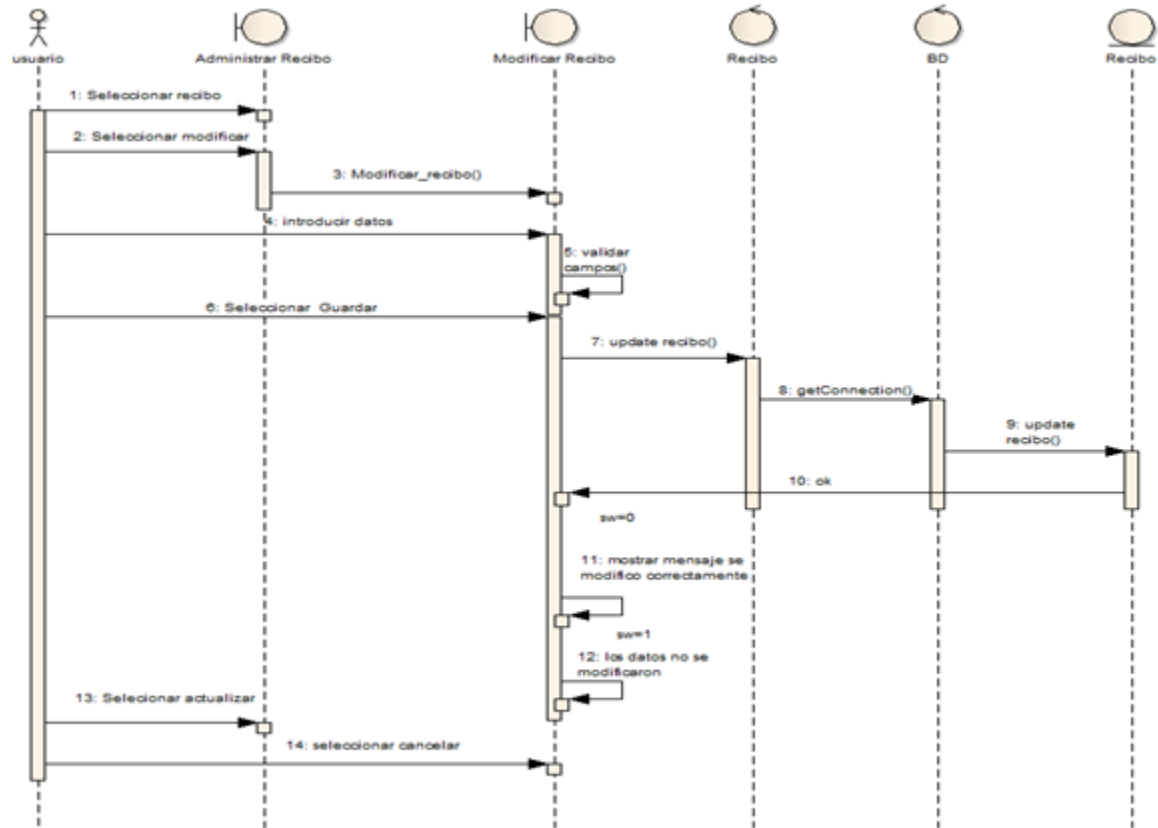 usuario
Administrar Recibo
Modificar Recibo
Recibo
BD
Recibo
1: Seleccionar recibo
2: Seleccionar modificar
3: Modificar_recibo()
4: introducir datos
5: validar
campos()
6: Seleccionar Guardar
7: update recibo()
8: getConnection()
9: update
recibo()
10: ok
sw=0
11: mostrar mensaje se
modifico correctamente
sw=1
12: los datos no se
modificaron
13: Selecionar actualizar
14: seleccionar cancelar